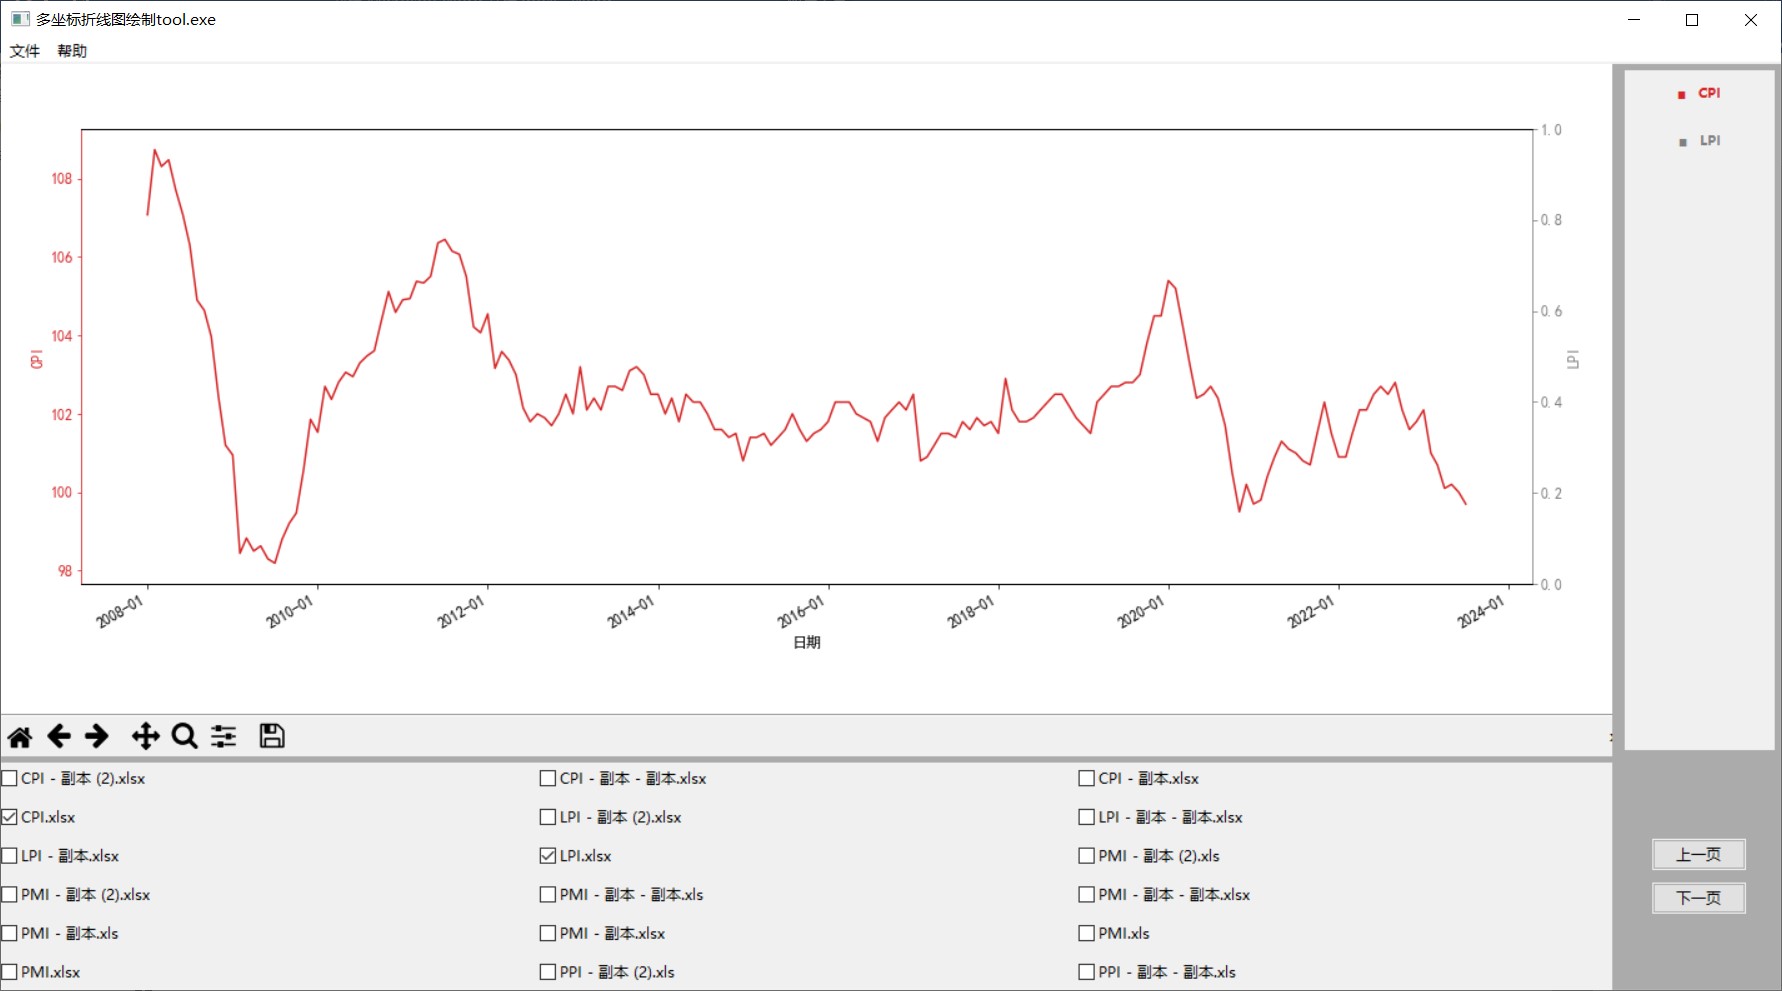 多坐标折线图绘制tool.exe
文件 帮助
CPI
LPI
108
106
104
102
100
98
CPI
1.0
0.8
0.6
0.4
0.2
0.0
LPI
2008-01 2010-01 2012-01 2014-01 2016-01 2018-01 2020-01 2022-01 2024-01
日期
CPI - 副本 (2).xlsx CPI - 副本 - 副本.xlsx CPI - 副本.xlsx
CPI.xlsx LPI - 副本 (2).xlsx LPI - 副本 - 副本.xlsx
LPI - 副本.xlsx LPI.xlsx PMI - 副本 (2).xls
PMI - 副本 (2).xlsx PMI - 副本 - 副本.xls PMI - 副本 - 副本.xlsx
PMI - 副本.xls PMI - 副本.xlsx PMI.xls
PMI.xlsx PPI - 副本 (2).xls PPI - 副本 - 副本.xls
上一页
下一页